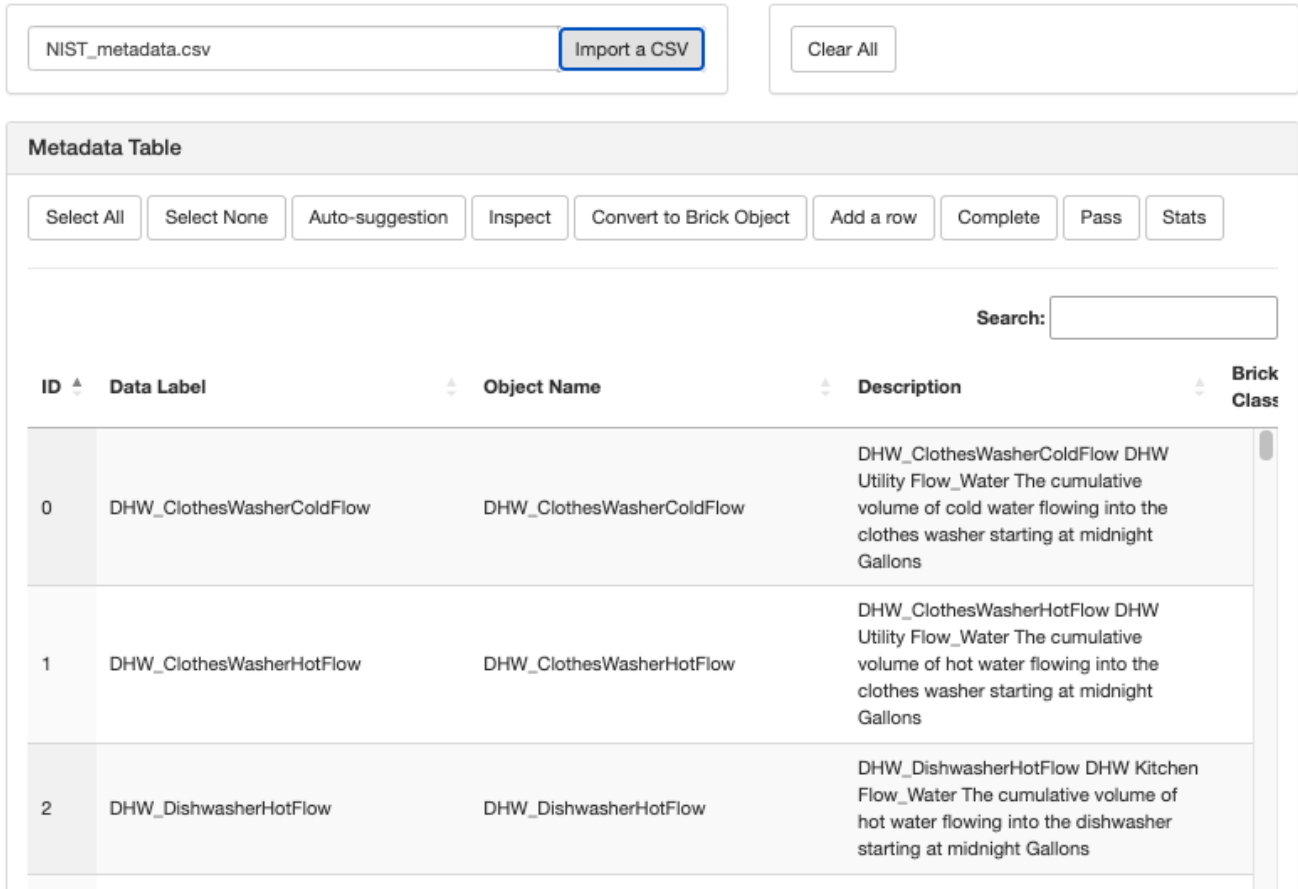 NIST_metadata.csv Import a CSV Clear All
Metadata Table
Select All Select None Auto-suggestion Inspect Convert to Brick Object Add a row Complete Pass Stats
Search:
ID Data Label Object Name Description Brick
Class
0 DHW_ClothesWasherColdFlow DHW_ClothesWasherColdFlow
DHW_ClothesWasherColdFlow DHW
Utility Flow_Water The cumulative
volume of cold water flowing into the
clothes washer starting at midnight
Gallons
1 DHW_ClothesWasherHotFlow DHW_ClothesWasherHotFlow
DHW_ClothesWasherHotFlow DHW
Utility Flow_Water The cumulative
volume of hot water flowing into the
clothes washer starting at midnight
Gallons
2 DHW_DishwasherHotFlow DHW_DishwasherHotFlow
DHW_DishwasherHotFlow DHW Kitchen
Flow_Water The cumulative volume of
hot water flowing into the dishwasher
starting at midnight Gallons